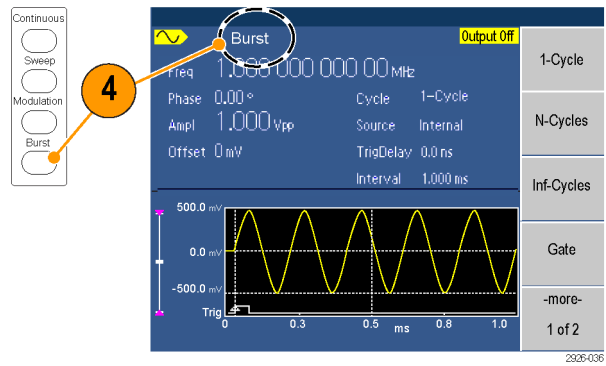 Continuous
Sweep
Modulation
Burst
4
Burst
Output Off
Freq 1.000 000 000 00 MHz
Phase 0.00 °
Cycle 1-Cycle
Ampl 1.000 Vpp
Source Internal
Offset 0 mV
TrigDelay 0.0 ns
Interval 1.000 ms
500.0 mV
0.0 mV
-500.0 mV
Trig
0 0.3 0.5 ms 0.8 1.0
1-Cycle
N-Cycles
Inf-Cycles
Gate
-more-
1 of 2
2926-036